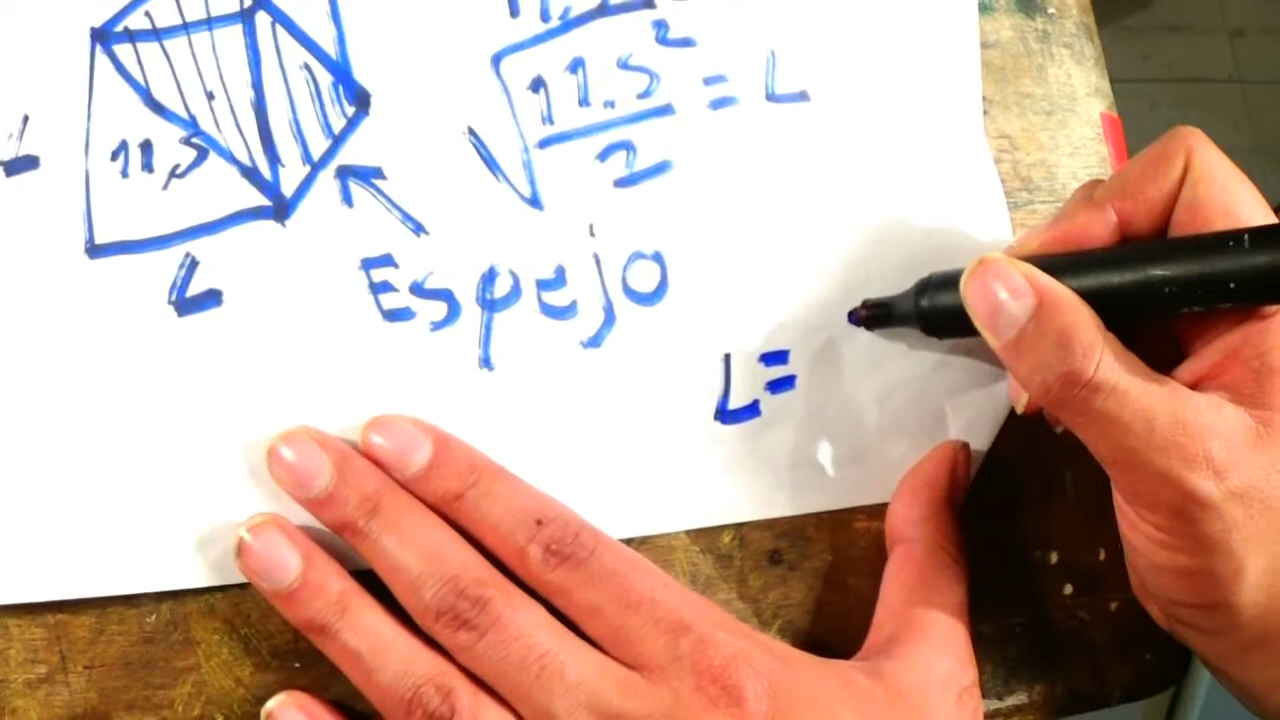 √11.5²/2 = L
L
11,5
L
Espejo
L=